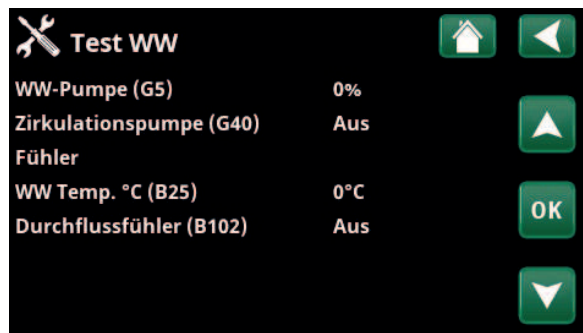 Test WW
WW-Pumpe (G5) 0%
Zirkulationspumpe (G40) Aus
Fühler
WW Temp. °C (B25) 0°C
Durchflussfühler (B102) Aus
OK